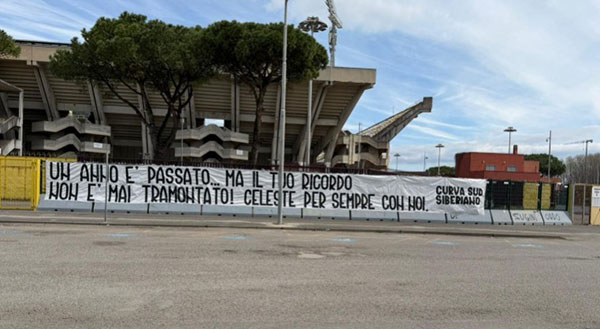 UN ANNO E' PASSATO... MA IL TUO RICORDO
NON E' MAI TRAMONTATO! CELESTE PER SEMPRE CON NOI.
CURVA SUD
SIBERIANO